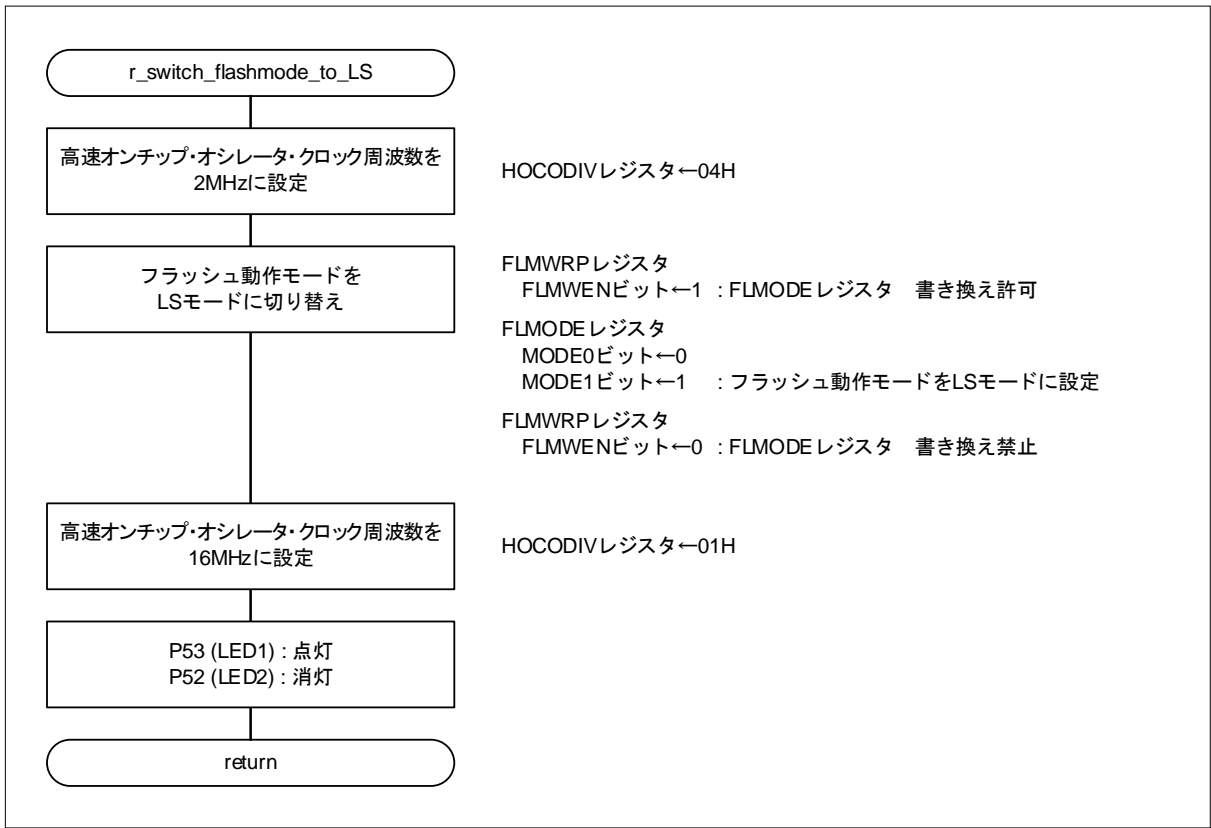 r_switch_flashmode_to_LS
高速オンチップ・オシレータ・クロック周波数を
2MHzに設定
HOCODIVレジスタ←04H
フラッシュ動作モードを
LSモードに切り替え
FLMWRPレジスタ
FLMWENビット←1 : FLMODEレジスタ　書き換え許可
FLMODEレジスタ
MODE0ビット←0
MODE1ビット←1 : フラッシュ動作モードをLSモードに設定
FLMWRPレジスタ
FLMWENビット←0 : FLMODEレジスタ　書き換え禁止
高速オンチップ・オシレータ・クロック周波数を
16MHzに設定
HOCODIVレジスタ←01H
P53 (LED1) : 点灯
P52 (LED2) : 消灯
return